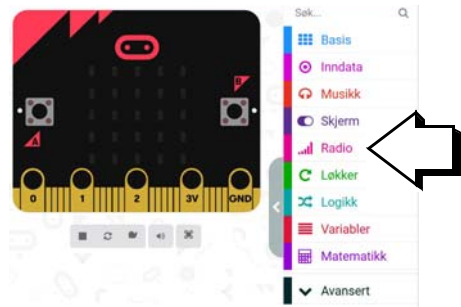 Søk...
Basis
Inndata
Musikk
Skjerm
Radio
Løkker
Logikk
Variabler
Matematikk
Avansert
A
B
0 1 2 3V GND